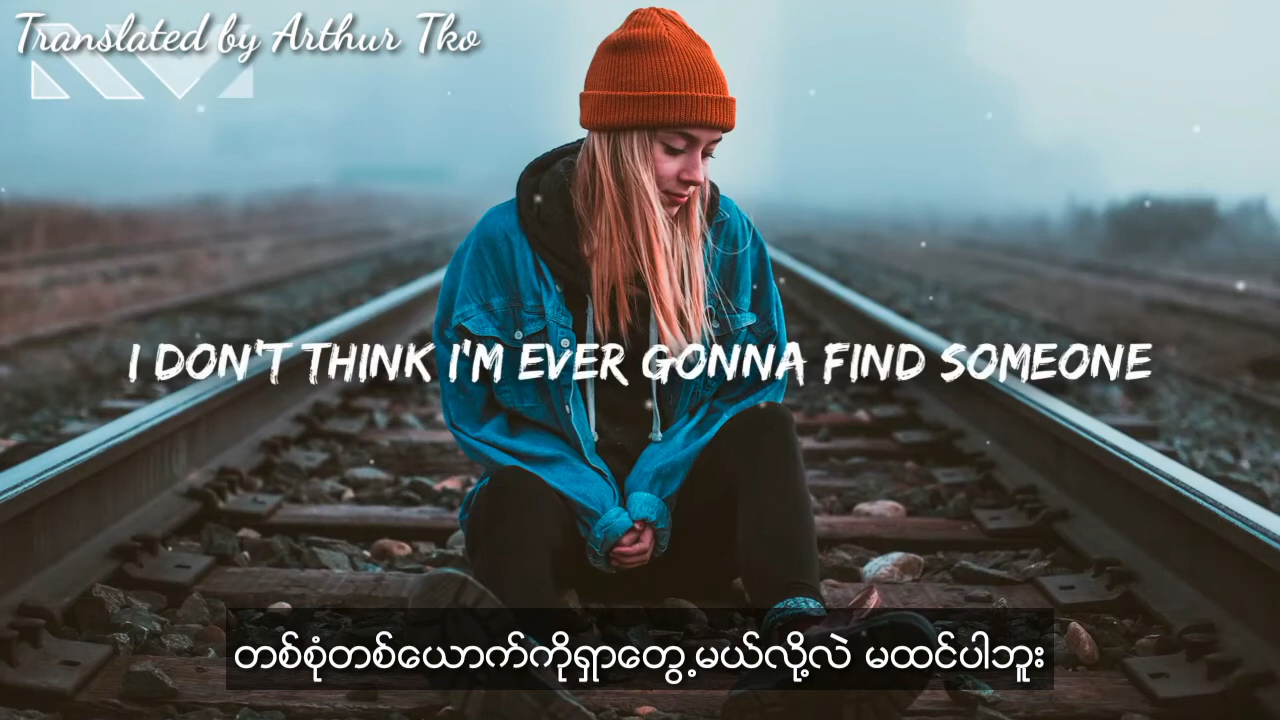 Translated by Arthur Tko
I DON'T THINK I'M EVER GONNA FIND SOMEONE
တစ်စုံတစ်ယောက်ကိုရှာတွေ့မယ်လို့လဲ မထင်ပါဘူး